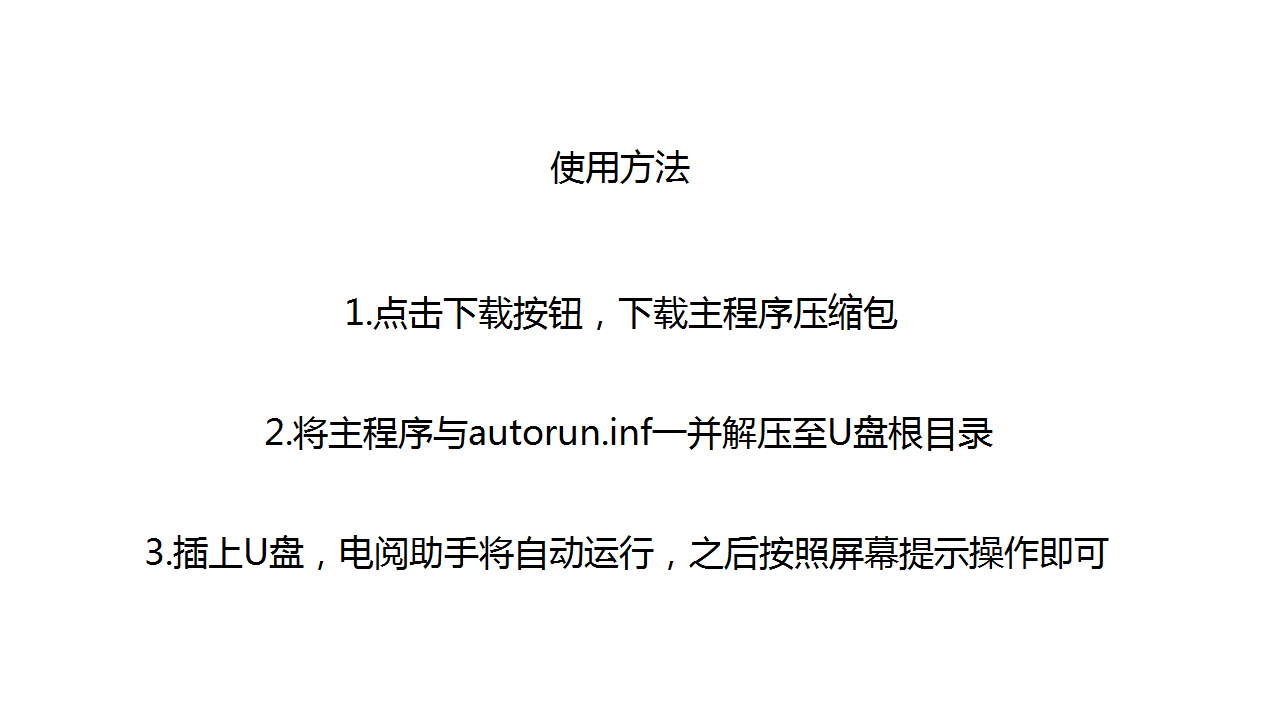 使用方法
1.点击下载按钮，下载主程序压缩包
2.将主程序与autorun.inf一并解压至U盘根目录
3.插上U盘，电阅助手将自动运行，之后按照屏幕提示操作即可